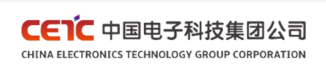 CETC 中国电子科技集团公司
CHINA ELECTRONICS TECHNOLOGY GROUP CORPORATION